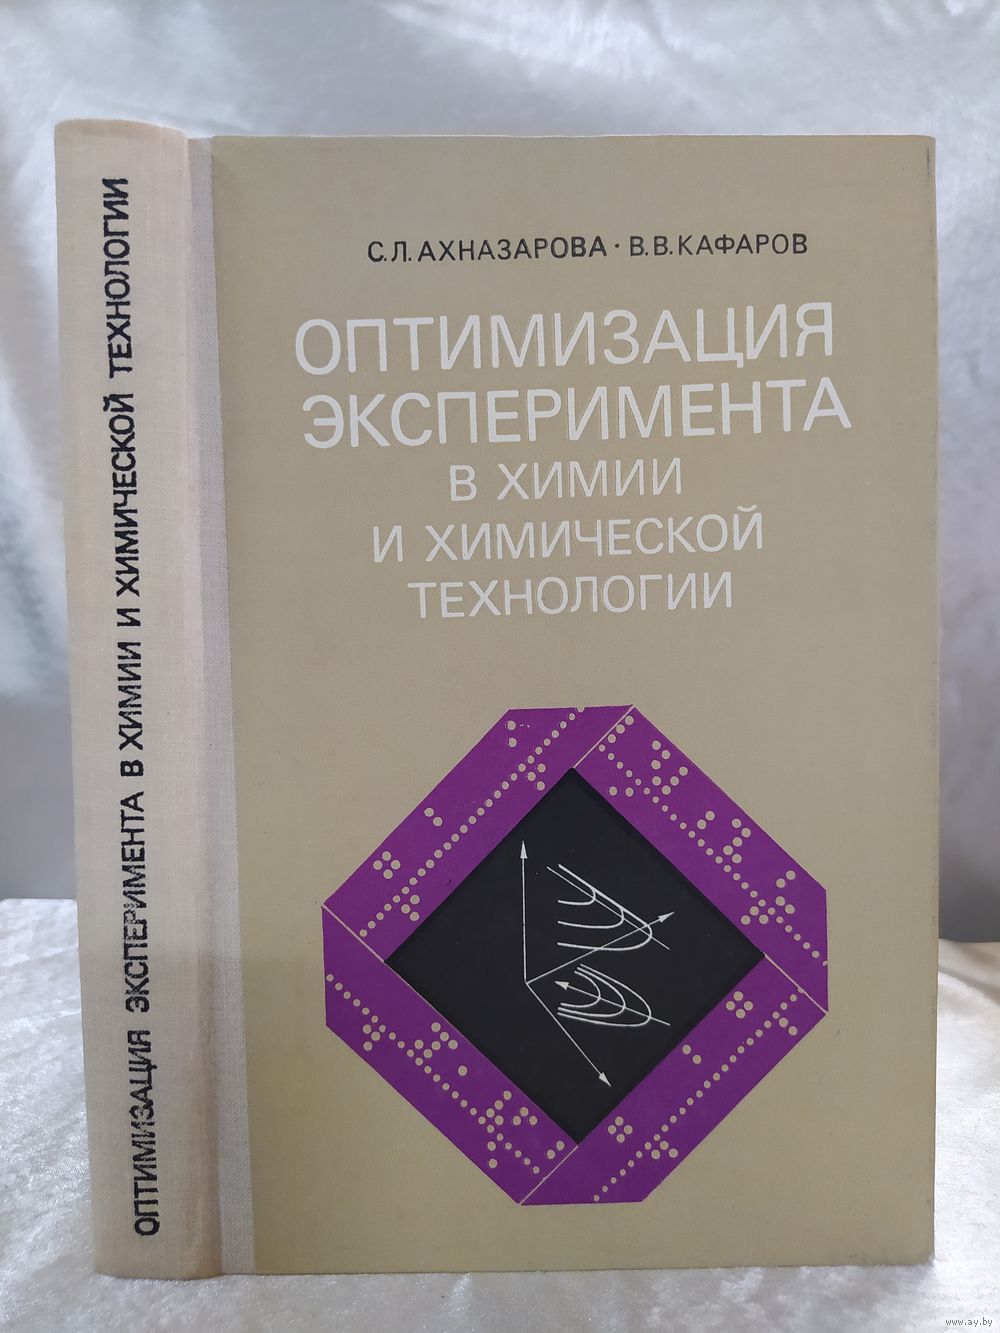 ОПТИМИЗАЦИЯ ЭКСПЕРИМЕНТА В ХИМИИ И ХИМИЧЕСКОЙ ТЕХНОЛОГИИ
С.Л.АХНАЗАРОВА · В.В.КАФАРОВ
ОПТИМИЗАЦИЯ
ЭКСПЕРИМЕНТА
В ХИМИИ
И ХИМИЧЕСКОЙ
ТЕХНОЛОГИИ
www.ay.by